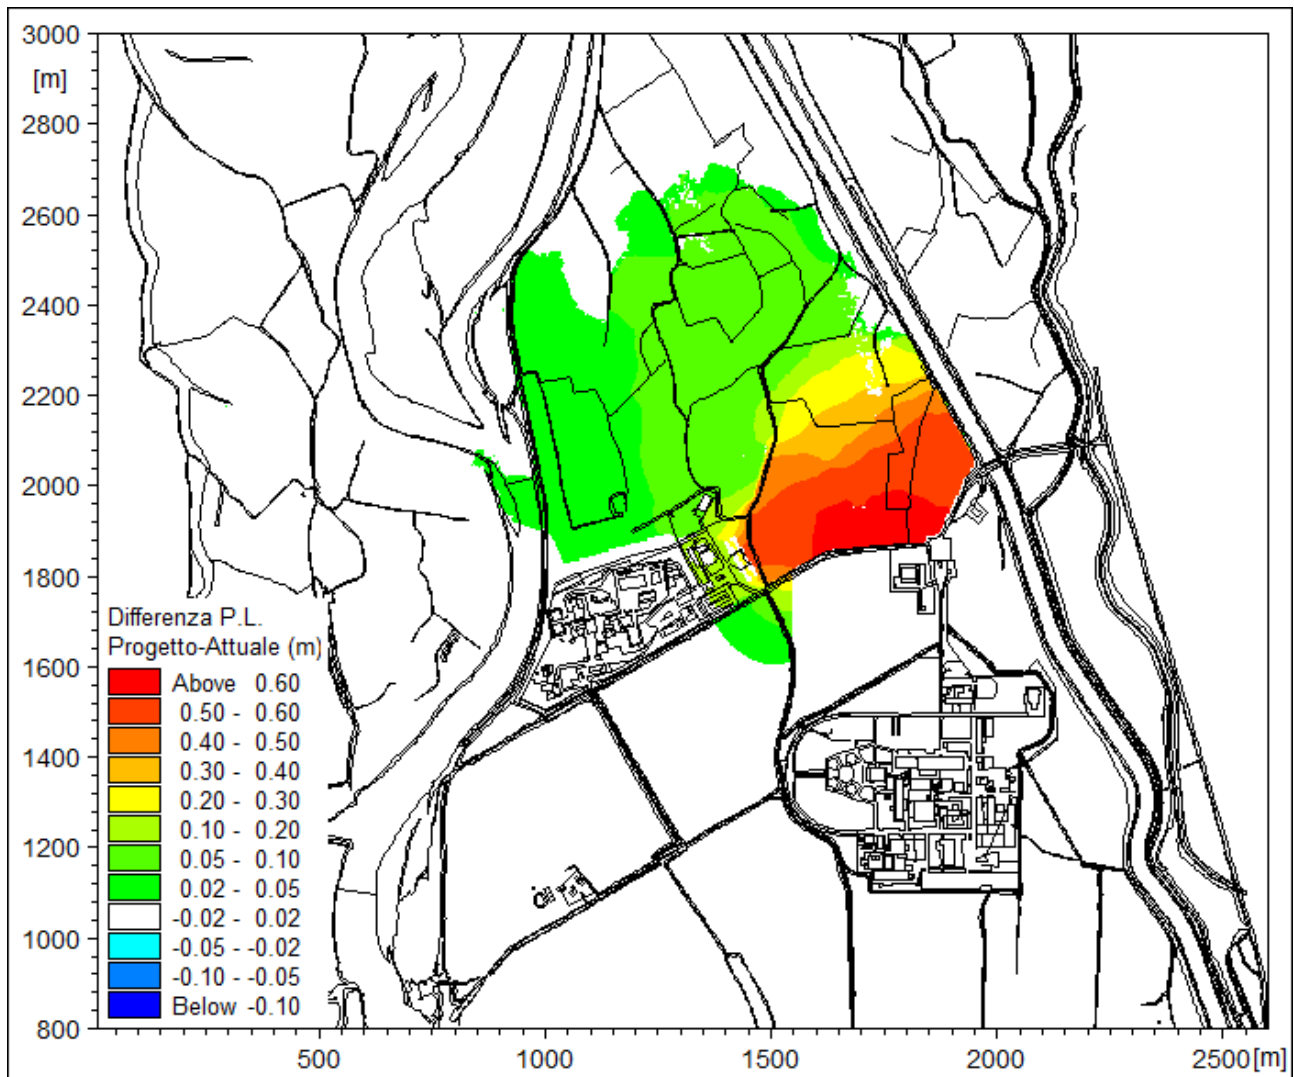 3000
[m]
2800
2600
2400
2200
2000
1800
1600
1400
1200
1000
800
Differenza P.L.
Progetto-Attuale (m)
Above 0.60
0.50 - 0.60
0.40 - 0.50
0.30 - 0.40
0.20 - 0.30
0.10 - 0.20
0.05 - 0.10
0.02 - 0.05
-0.02 - 0.02
-0.05 - -0.02
-0.10 - -0.05
Below -0.10
500 1000 1500 2000 2500 [m]